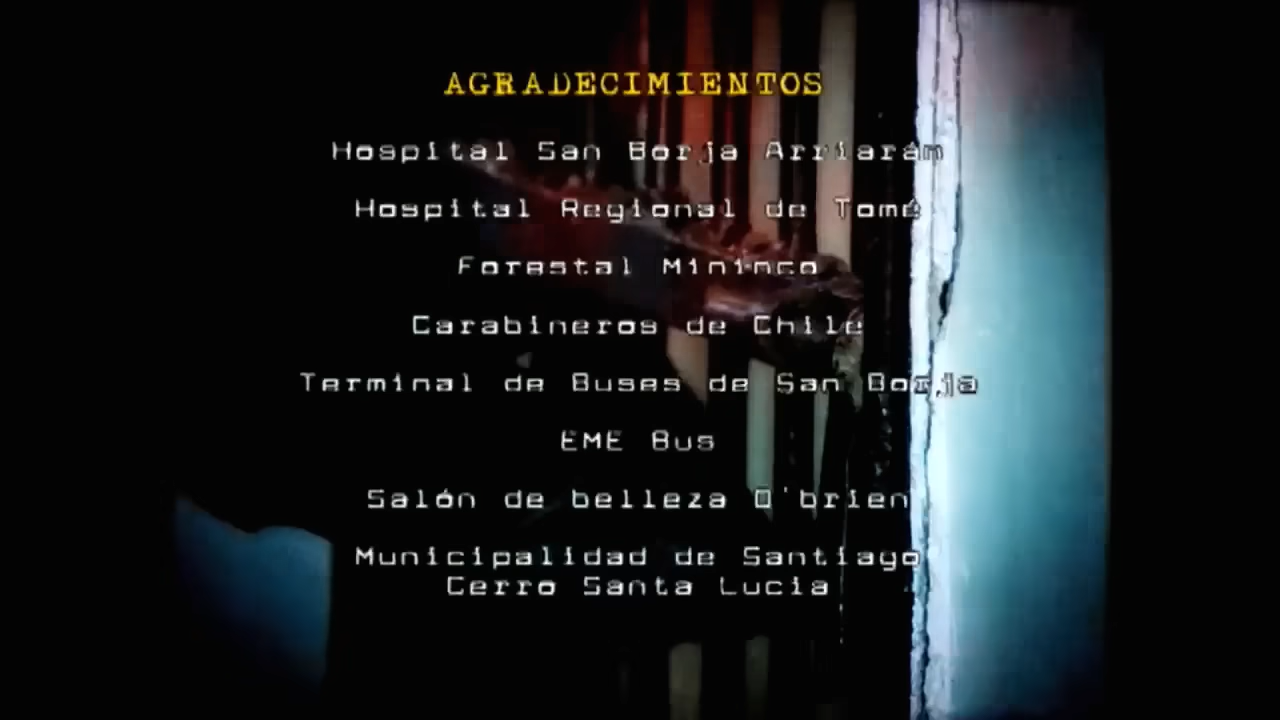 AGRADECIMIENTOS
Hospital San Borja Arriarán
Hospital Regional de Tomé
Forestal Mininco
Carabineros de Chile
Terminal de Buses de San Borja
EME Bus
Salón de belleza O'brien
Municipalidad de Santiago
Cerro Santa Lucia